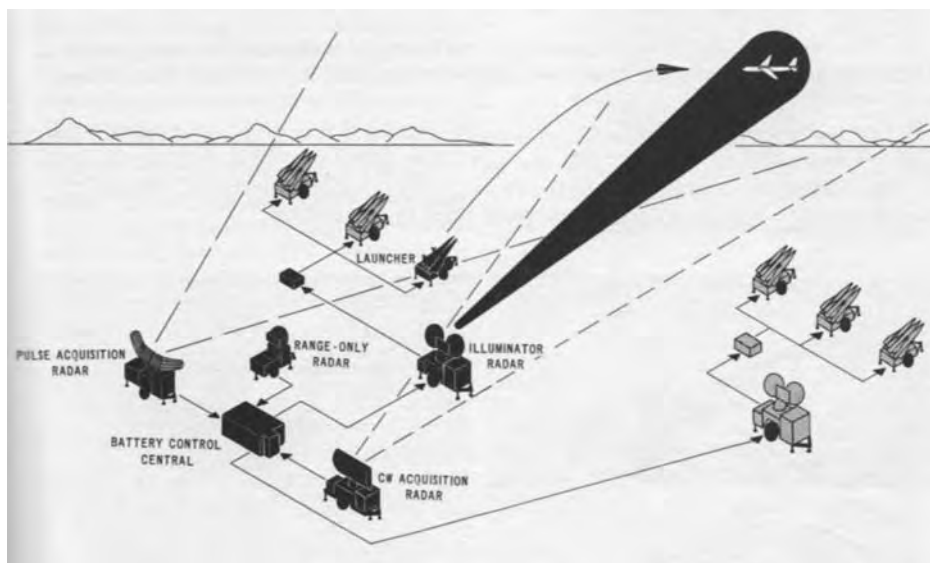 LAUNCHER
PULSE ACQUISITION
RADAR
RANGE-ONLY
RADAR
ILLUMINATOR
RADAR
BATTERY CONTROL
CENTRAL
CW ACQUISITION
RADAR